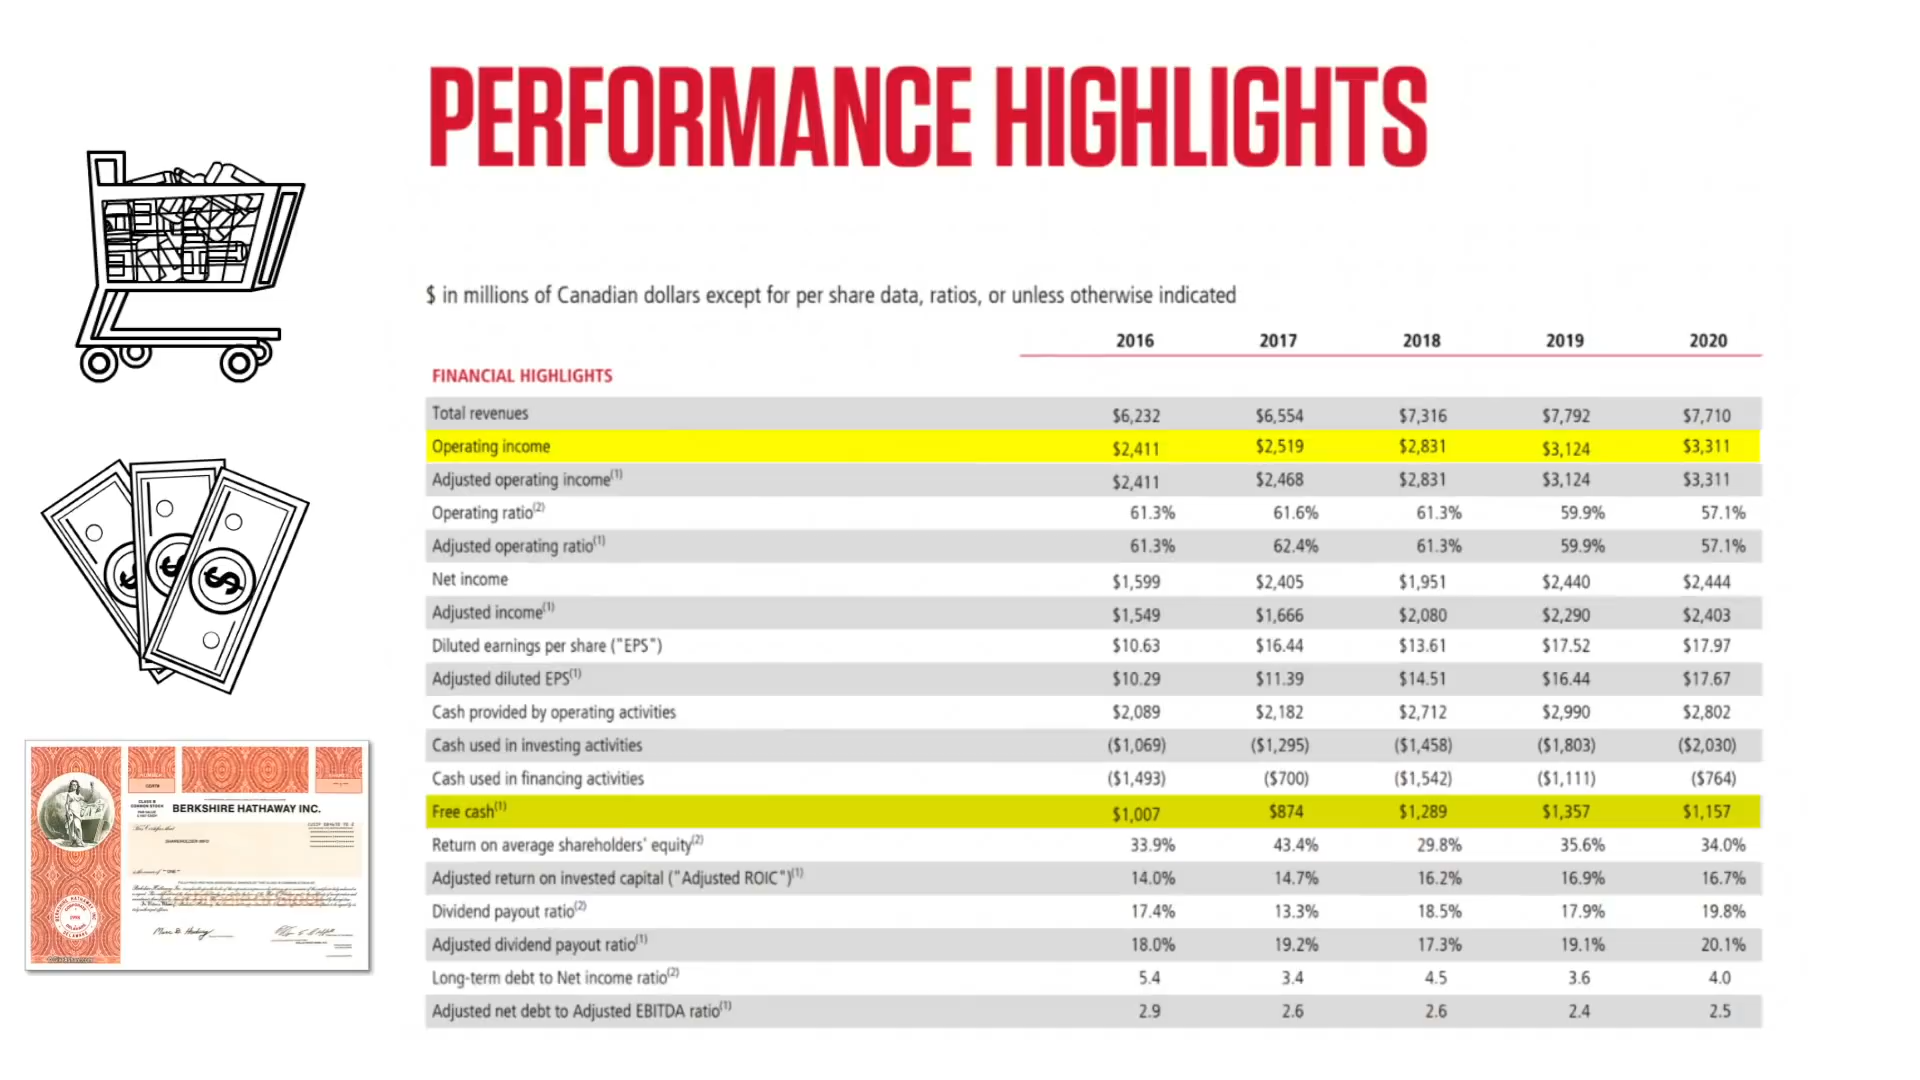 PERFORMANCE HIGHLIGHTS
$ in millions of Canadian dollars except for per share data, ratios, or unless otherwise indicated
2016 2017 2018 2019 2020
FINANCIAL HIGHLIGHTS
Total revenues $6,232 $6,554 $7,316 $7,792 $7,710
Operating income $2,411 $2,519 $2,831 $3,124 $3,311
Adjusted operating income(1) $2,411 $2,468 $2,831 $3,124 $3,311
Operating ratio(2) 61.3% 61.6% 61.3% 59.9% 57.1%
Adjusted operating ratio(1) 61.3% 62.4% 61.3% 59.9% 57.1%
Net income $1,599 $2,405 $1,951 $2,440 $2,444
Adjusted income(1) $1,549 $1,666 $2,080 $2,290 $2,403
Diluted earnings per share ("EPS") $10.63 $16.44 $13.61 $17.52 $17.97
Adjusted diluted EPS(1) $10.29 $11.39 $14.51 $16.44 $17.67
Cash provided by operating activities $2,089 $2,182 $2,712 $2,990 $2,802
Cash used in investing activities ($1,069) ($1,295) ($1,458) ($1,803) ($2,030)
Cash used in financing activities ($1,493) ($700) ($1,542) ($1,111) ($764)
Free cash(1) $1,007 $874 $1,289 $1,357 $1,157
Return on average shareholders' equity(2) 33.9% 43.4% 29.8% 35.6% 34.0%
Adjusted return on invested capital ("Adjusted ROIC")(1) 14.0% 14.7% 16.2% 16.9% 16.7%
Dividend payout ratio(2) 17.4% 13.3% 18.5% 17.9% 19.8%
Adjusted dividend payout ratio(1) 18.0% 19.2% 17.3% 19.1% 20.1%
Long-term debt to Net income ratio(2) 5.4 3.4 4.5 3.6 4.0
Adjusted net debt to Adjusted EBITDA ratio(1) 2.9 2.6 2.6 2.4 2.5
$ $ $
CLASS B
COMMON STOCK
BERKSHIRE HATHAWAY INC.